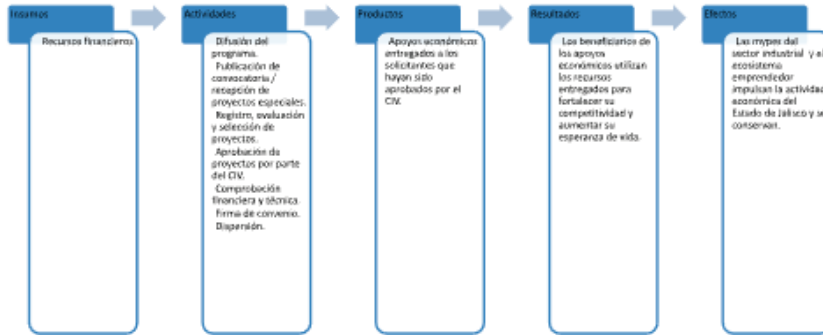 Insumos
Recursos financieros
Actividades
Difusión del
programa.
Publicación de
convocatoria /
recepción de
proyectos especiales.
Registro, evaluación
y selección de
proyectos.
Aprobación de
proyectos por parte
del CIV.
Comprobación
financiera y técnica.
Firma de convenio.
Dispersión.
Productos
Apoyos económicos
entregados a los
solicitantes que
hayan sido
aprobados por el
CIV.
Resultados
Los beneficiarios de
los apoyos
económicos utilizan
los recursos
entregados para
fortalecer su
competitividad y
aumentar su
esperanza de vida.
Efectos
Las mypes del
sector industrial y
ecosistema
emprendedor
impulsan la actividad
económica del
Estado de Jalisco y se
conservan.